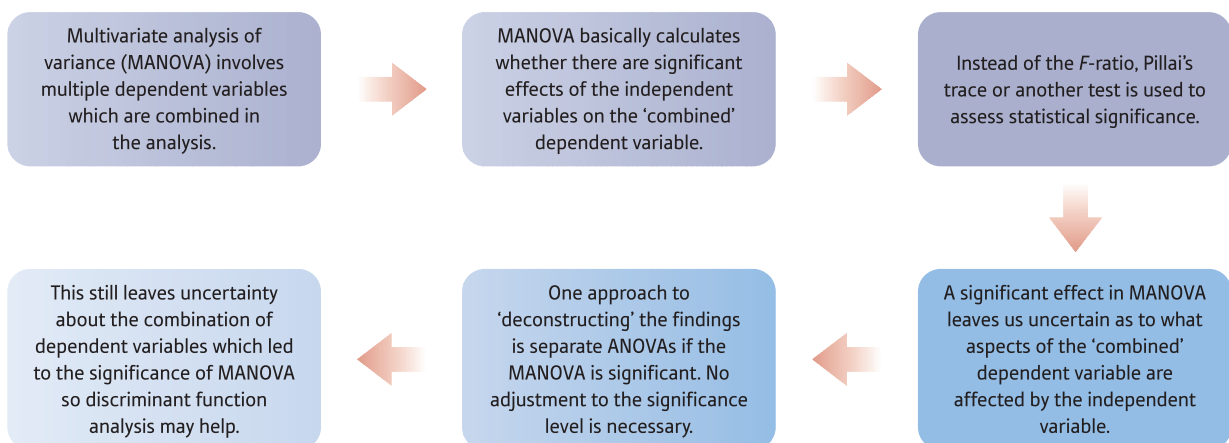 Multivariate analysis of
variance (MANOVA) involves
multiple dependent variables
which are combined in
the analysis.
MANOVA basically calculates
whether there are significant
effects of the independent
variables on the ‘combined’
dependent variable.
Instead of the F-ratio, Pillai’s
trace or another test is used to
assess statistical significance.
A significant effect in MANOVA
leaves us uncertain as to what
aspects of the ‘combined’
dependent variable are
affected by the independent
variable.
One approach to
‘deconstructing’ the findings
is separate ANOVAs if the
MANOVA is significant. No
adjustment to the significance
level is necessary.
This still leaves uncertainty
about the combination of
dependent variables which led
to the significance of MANOVA
so discriminant function
analysis may help.